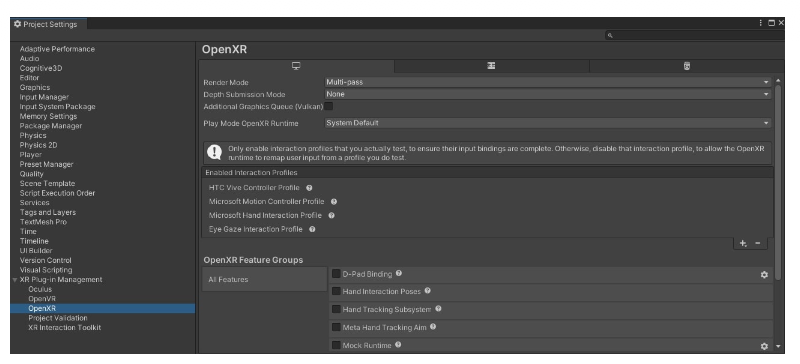 Project Settings
Adaptive Performance
Audio
Cognitive3D
Editor
Graphics
Input Manager
Input System Package
Memory Settings
Package Manager
Physics
Physics 2D
Player
Preset Manager
Quality
Scene Template
Script Execution Order
Services
Tags and Layers
TextMesh Pro
Time
Timeline
UI Builder
Version Control
Visual Scripting
XR Plug-in Management
Oculus
OpenVR
OpenXR
Project Validation
XR Interaction Toolkit
OpenXR
Render Mode Multi-pass
Depth Submission Mode None
Additional Graphics Queue (Vulkan)
Play Mode OpenXR Runtime System Default
Only enable interaction profiles that you actually test, to ensure their input bindings are complete. Otherwise, disable that interaction profile, to allow the OpenXR
runtime to remap user input from a profile you do test.
Enabled Interaction Profiles
HTC Vive Controller Profile
Microsoft Motion Controller Profile
Microsoft Hand Interaction Profile
Eye Gaze Interaction Profile
OpenXR Feature Groups
All Features
D-Pad Binding
Hand Interaction Poses
Hand Tracking Subsystem
Meta Hand Tracking Aim
Mock Runtime